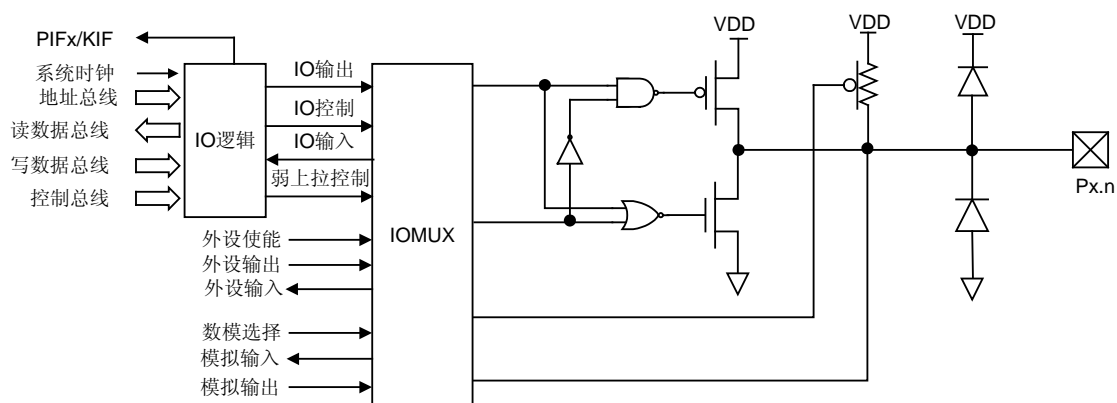 PIFx/KIF
系统时钟
地址总线
读数据总线
写数据总线
控制总线
IO逻辑
IO输出
IO控制
IO输入
弱上拉控制
外设使能
外设输出
外设输入
数模选择
模拟输入
模拟输出
IOMUX
VDD
VDD
VDD
Px.n